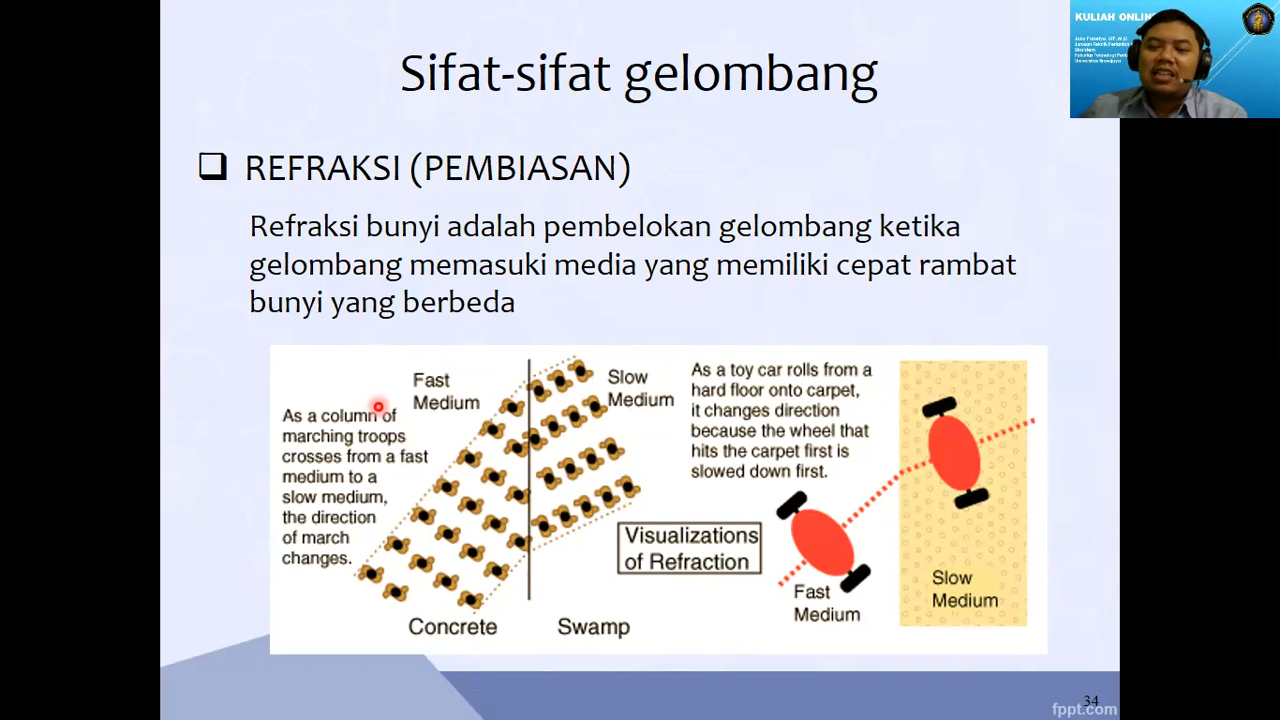 Sifat-sifat gelombang
KULIAH ONLINE
❑ REFRAKSI (PEMBIASAN)
Refraksi bunyi adalah pembelokan gelombang ketika
gelombang memasuki media yang memiliki cepat rambat
bunyi yang berbeda
As a column of
marching troops
crosses from a fast
medium to a
slow medium,
the direction
of march
changes.
Fast
Medium
Slow
Medium
Concrete
Swamp
As a toy car rolls from a
hard floor onto carpet,
it changes direction
because the wheel that
hits the carpet first is
slowed down first.
Visualizations
of Refraction
Fast
Medium
Slow
Medium
34
fppt.com